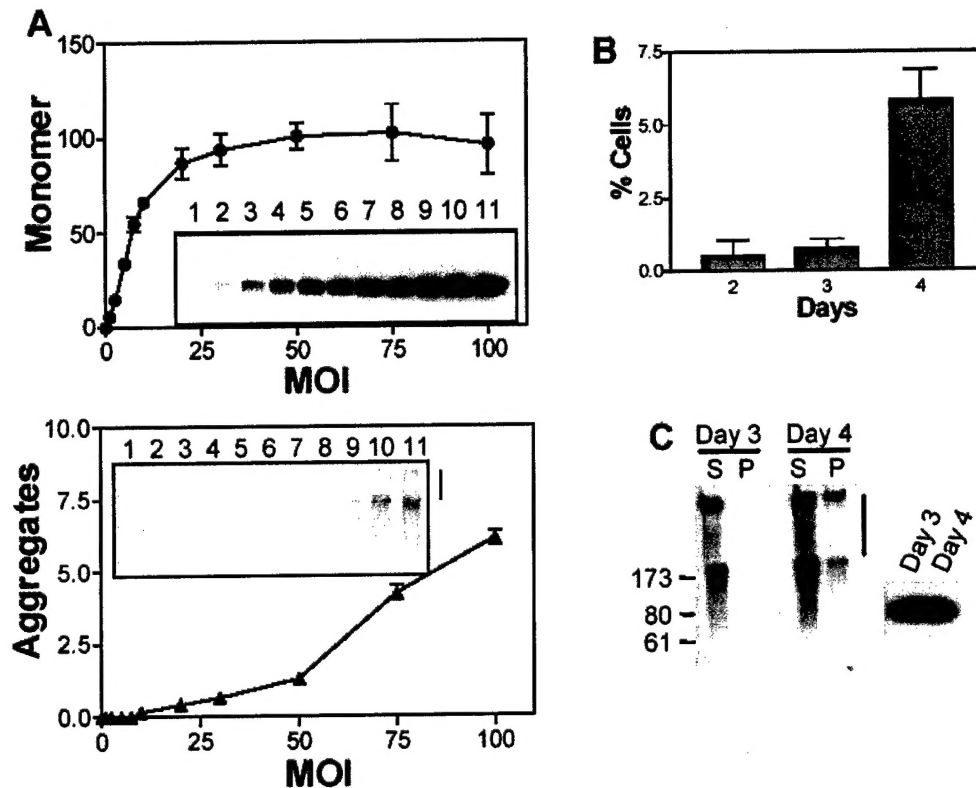 A
150
100
50
0
Monomer
1 2 3 4 5 6 7 8 9 10 11
0 25 50 75 100
MOI
10.0
7.5
5.0
2.5
0.0
Aggregates
1 2 3 4 5 6 7 8 9 10 11
0 25 50 75 100
MOI
B
7.5
5.0
2.5
0.0
% Cells
2 3 4
Days
C
Day 3 Day 4
S P S P
173
80
61
Day 3
Day 4